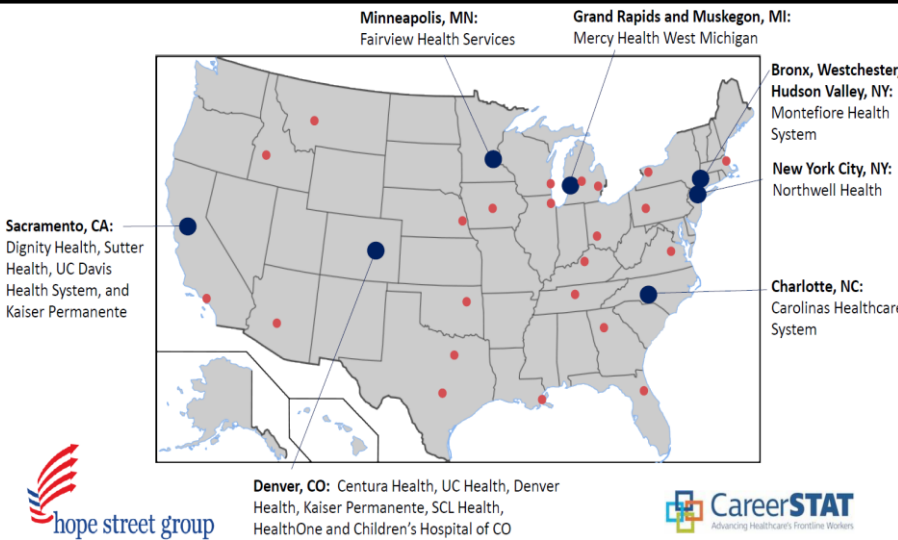 Minneapolis, MN:
Fairview Health Services
Grand Rapids and Muskegon, MI:
Mercy Health West Michigan
Bronx, Westchester,
Hudson Valley, NY:
Montefiore Health
System
New York City, NY:
Northwell Health
Sacramento, CA:
Dignity Health, Sutter
Health, UC Davis
Health System, and
Kaiser Permanente
Charlotte, NC:
Carolinas Healthcare
System
Denver, CO: Centura Health, UC Health, Denver
Health, Kaiser Permanente, SCL Health,
HealthOne and Children's Hospital of CO
hope street group
CareerSTAT
Advancing Healthcare's Frontline Workers